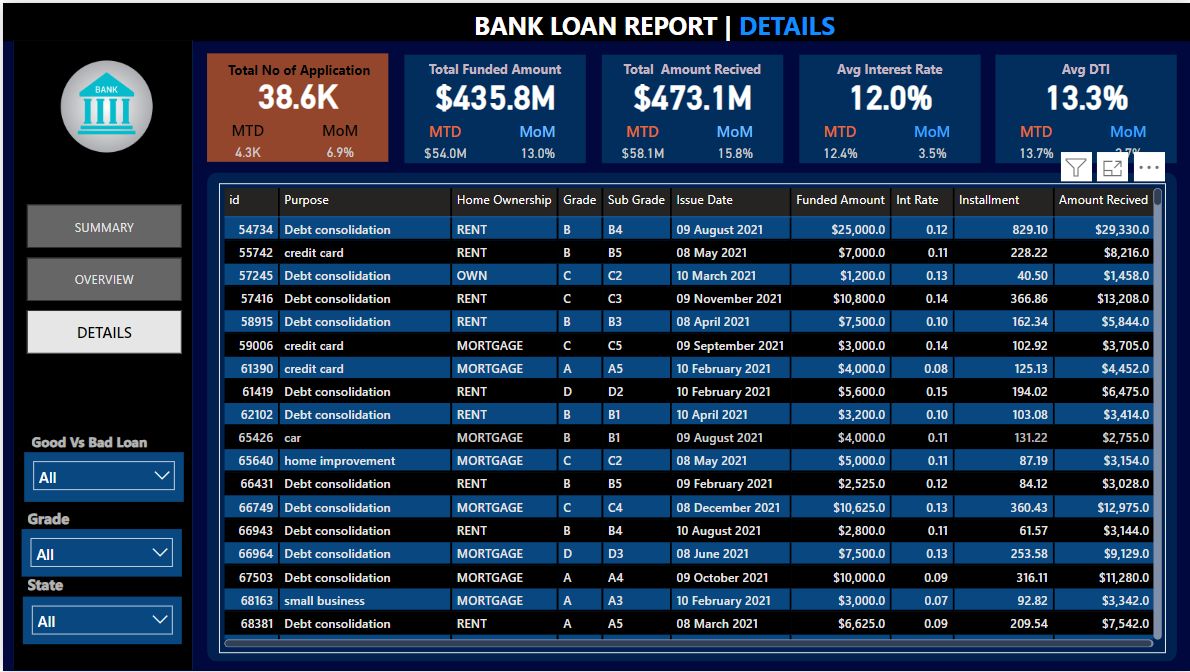 BANK LOAN REPORT | DETAILS
BANK
Total No of Application
38.6K
MTD MoM
4.3K 6.9%
Total Funded Amount
$435.8M
MTD MoM
$54.0M 13.0%
Total Amount Recived
$473.1M
MTD MoM
$58.1M 15.8%
Avg Interest Rate
12.0%
MTD MoM
12.4% 3.5%
Avg DTI
13.3%
MTD MoM
13.7%
SUMMARY
OVERVIEW
DETAILS
Good Vs Bad Loan
All
Grade
All
State
All
id Purpose Home Ownership Grade Sub Grade Issue Date Funded Amount Int Rate Installment Amount Recived
54734 Debt consolidation RENT B B4 09 August 2021 $25,000.0 0.12 829.10 $29,330.0
55742 credit card RENT B B5 08 May 2021 $7,000.0 0.11 228.22 $8,216.0
57245 Debt consolidation OWN C C2 10 March 2021 $1,200.0 0.13 40.50 $1,458.0
57416 Debt consolidation RENT C C3 09 November 2021 $10,800.0 0.14 366.86 $13,208.0
58915 Debt consolidation RENT B B3 08 April 2021 $7,500.0 0.10 162.34 $5,844.0
59006 credit card MORTGAGE C C5 09 September 2021 $3,000.0 0.14 102.92 $3,705.0
61390 credit card MORTGAGE A A5 10 February 2021 $4,000.0 0.08 125.13 $4,452.0
61419 Debt consolidation RENT D D2 10 February 2021 $5,600.0 0.15 194.02 $6,475.0
62102 Debt consolidation RENT B B1 10 April 2021 $3,200.0 0.10 103.08 $3,414.0
65426 car MORTGAGE B B1 09 August 2021 $4,000.0 0.11 131.22 $2,755.0
65640 home improvement MORTGAGE C C2 08 May 2021 $5,000.0 0.11 87.19 $3,154.0
66431 Debt consolidation RENT B B5 09 February 2021 $2,525.0 0.12 84.12 $3,028.0
66749 Debt consolidation MORTGAGE C C4 08 December 2021 $10,625.0 0.13 360.43 $12,975.0
66943 Debt consolidation RENT B B4 10 August 2021 $2,800.0 0.11 61.57 $3,144.0
66964 Debt consolidation MORTGAGE D D3 08 June 2021 $7,500.0 0.13 253.58 $9,129.0
67503 Debt consolidation MORTGAGE A A4 09 October 2021 $10,000.0 0.09 316.11 $11,280.0
68163 small business MORTGAGE A A3 10 February 2021 $3,000.0 0.07 92.82 $3,342.0
68381 Debt consolidation RENT A A5 08 March 2021 $6,625.0 0.09 209.54 $7,542.0